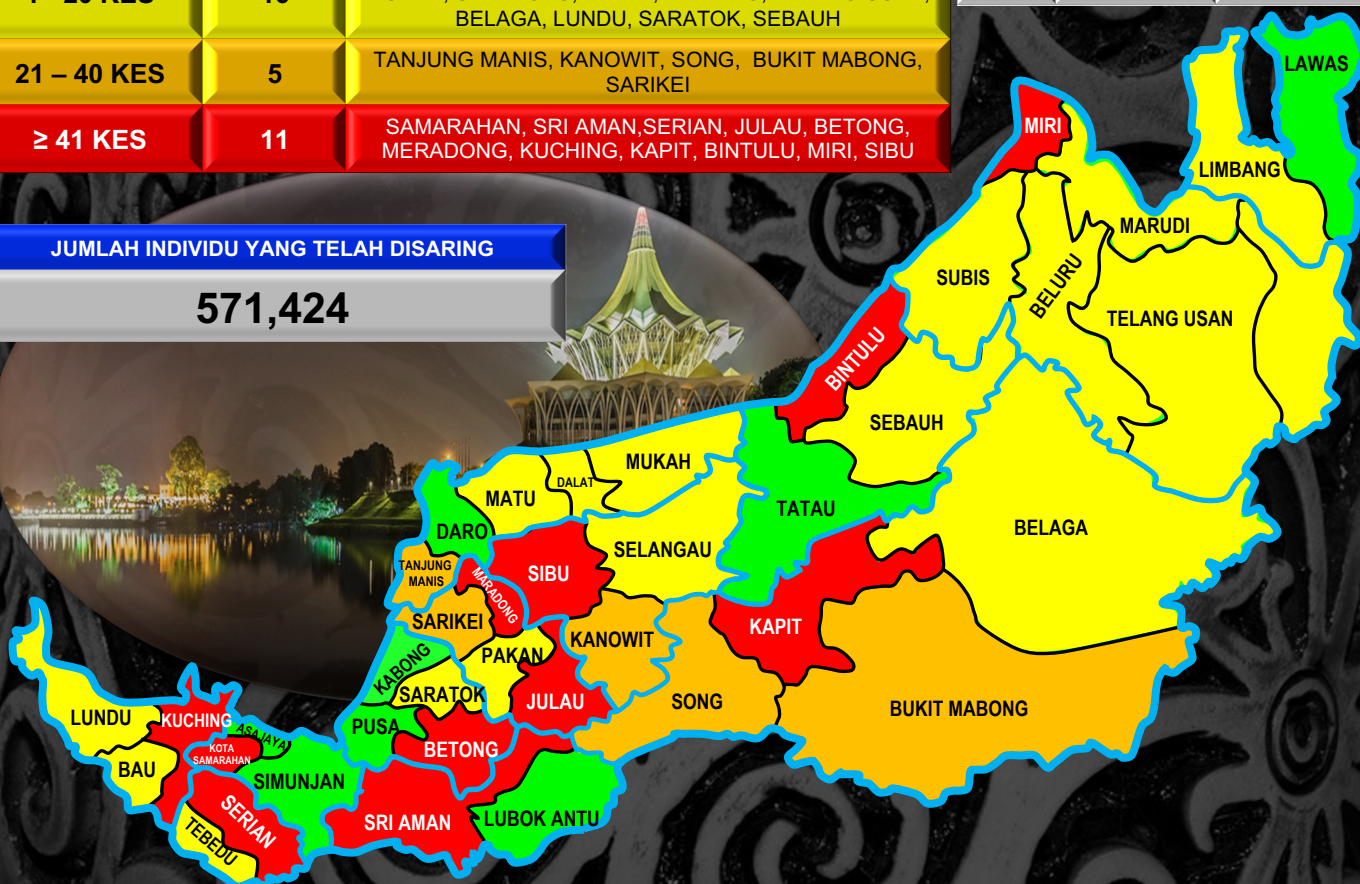 BELAGA, LUNDU, SARATOK, SEBAUH
21 – 40 KES
5
TANJUNG MANIS, KANOWIT, SONG, BUKIT MABONG,
SARIKEI
≥ 41 KES
11
SAMARAHAN, SRI AMAN,SERIAN, JULAU, BETONG,
MERADONG, KUCHING, KAPIT, BINTULU, MIRI, SIBU
JUMLAH INDIVIDU YANG TELAH DISARING
571,424
LAWAS
MIRI
LIMBANG
MARUDI
SUBIS
BELURU
TELANG USAN
BINTULU
SEBAUH
MUKAH
DALAT
MATU
TATAU
BELAGA
DARO
SELANGAU
TANJUNG
MANIS
MARADONG
SIBU
SARIKEI
KANOWIT
KAPIT
PAKAN
KABONG
SARATOK
JULAU
SONG
BUKIT MABONG
LUNDU
KUCHING
PUSA
ASAJAYA
BETONG
KOTA
SAMARAHAN
BAU
SIMUNJAN
SERIAN
SRI AMAN
LUBOK ANTU
TEBEDU